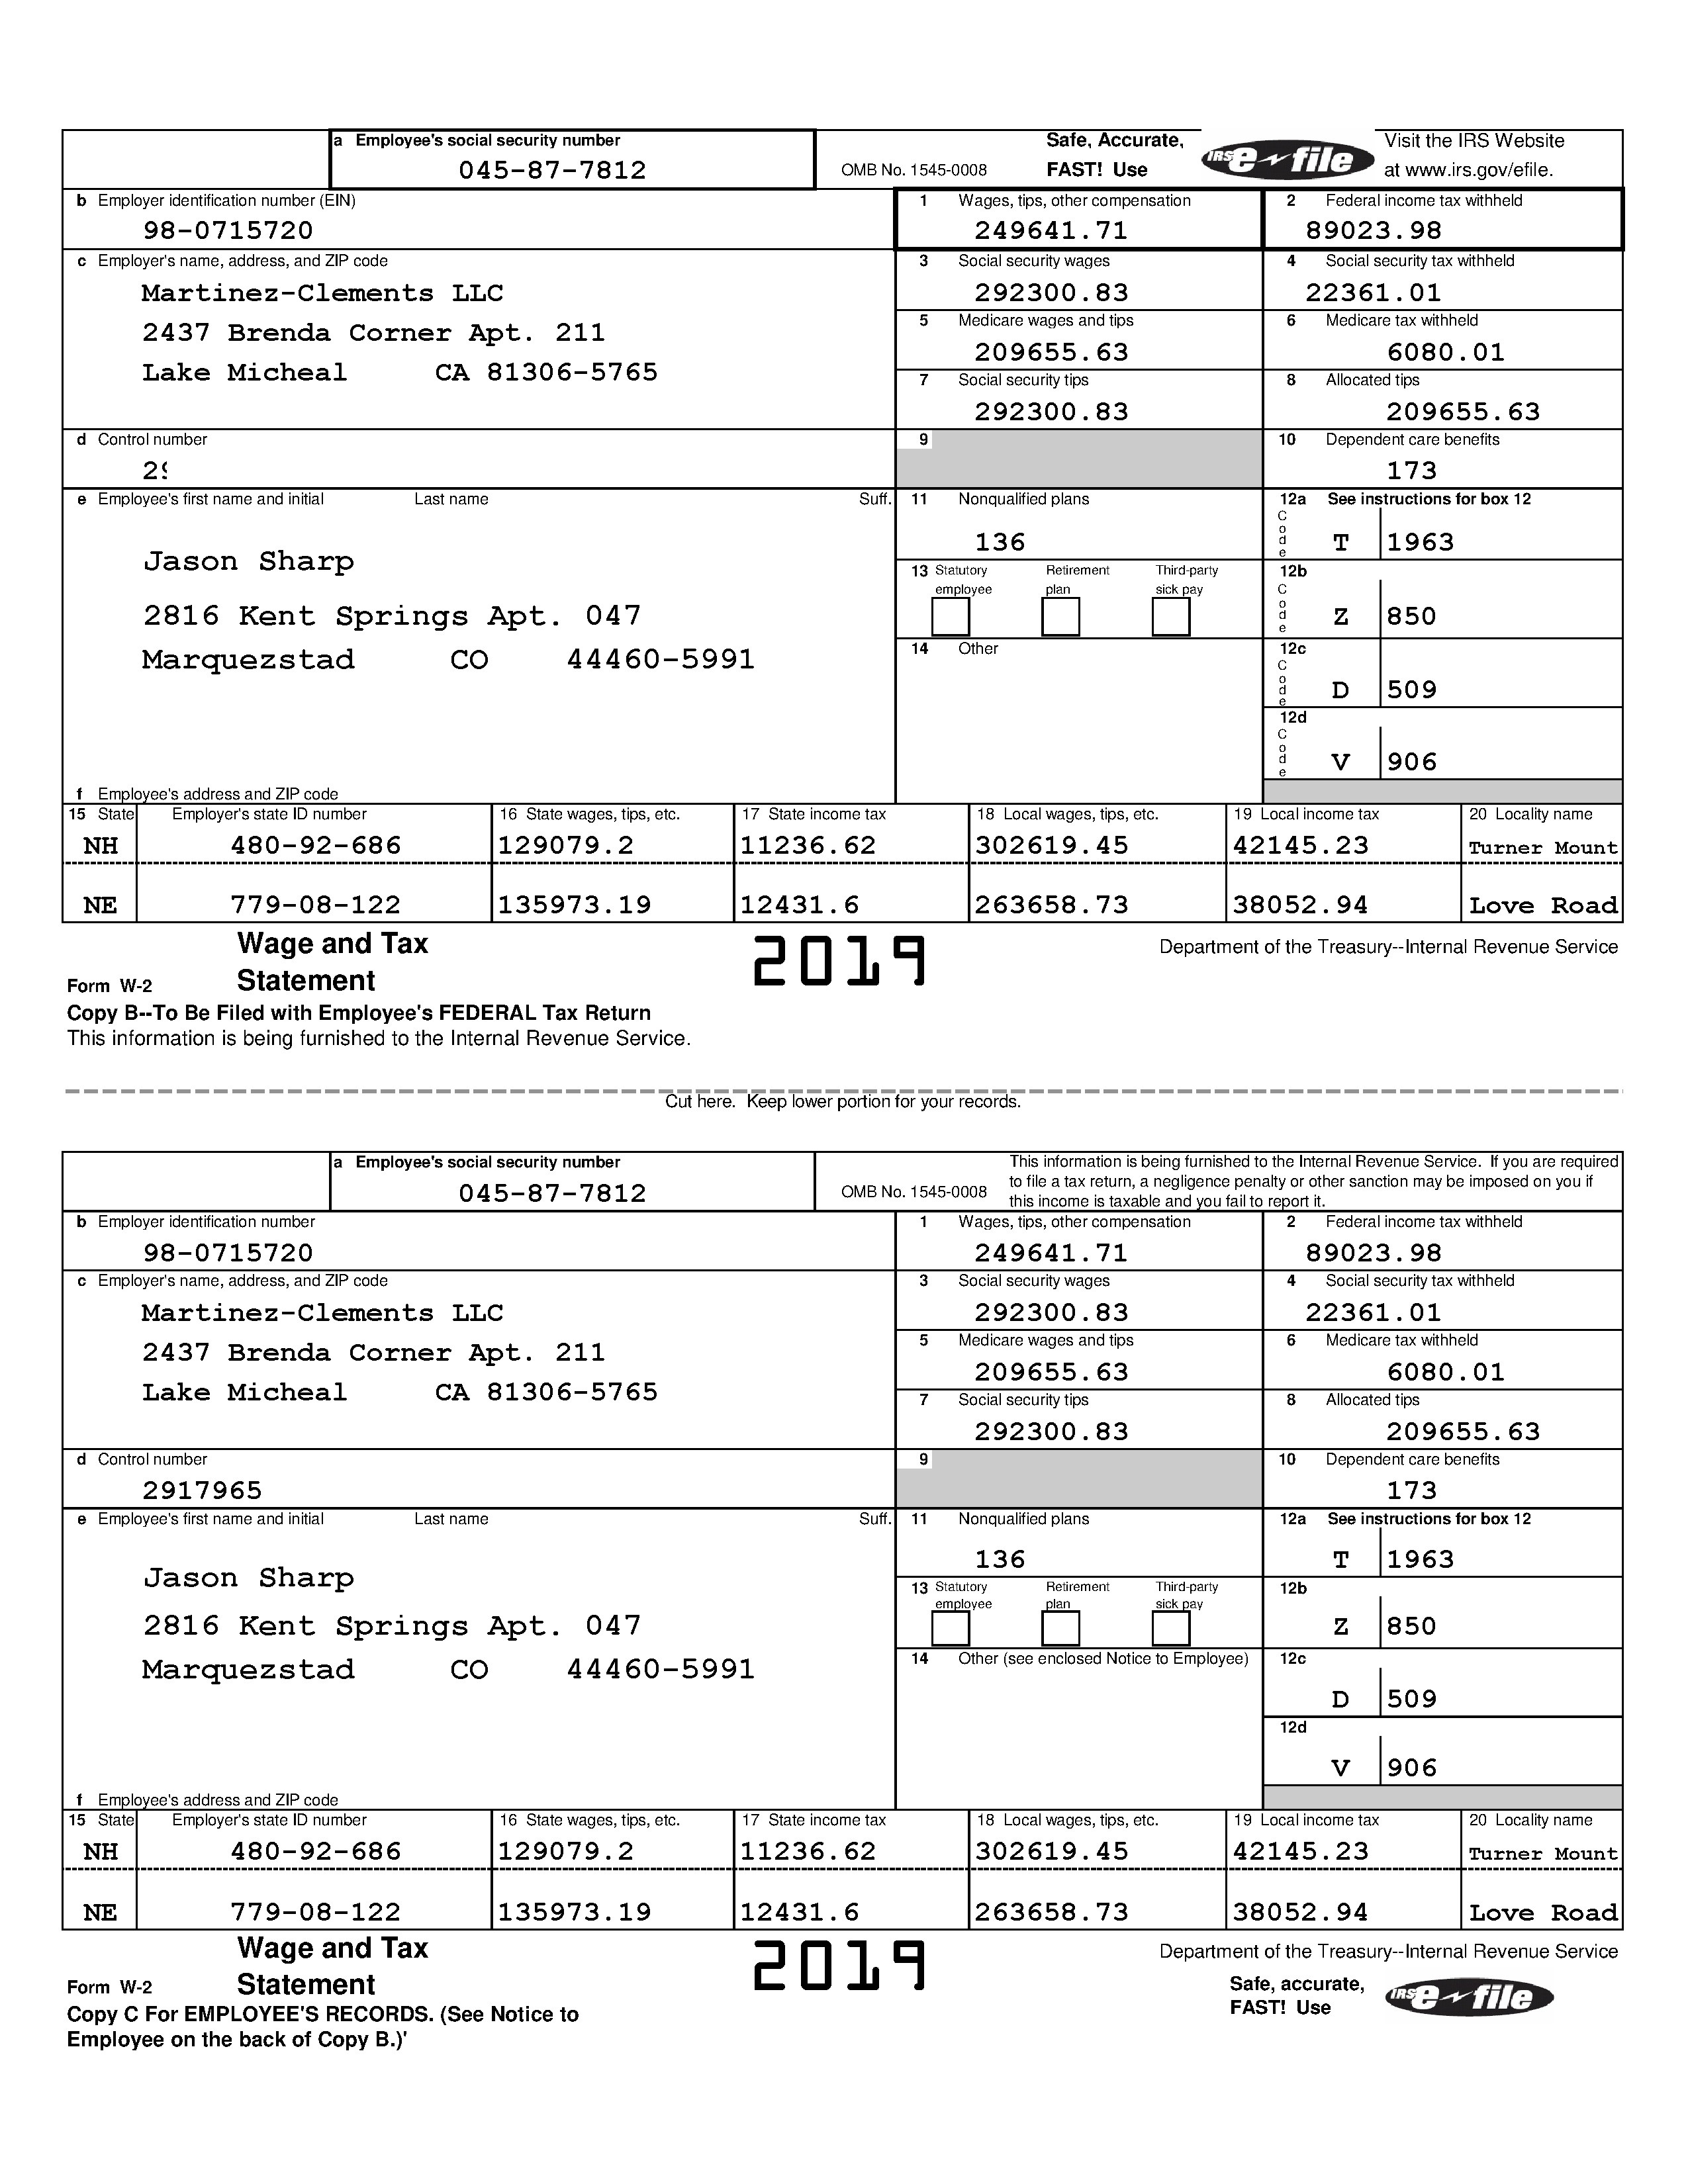 a Employee's social security number
045-87-7812
OMB No. 1545-0008
Safe, Accurate,
FAST! Use
IRS e-file
Visit the IRS Website
at www.irs.gov/efile.
b Employer identification number (EIN)
98-0715720
1 Wages, tips, other compensation
249641.71
2 Federal income tax withheld
89023.98
c Employer's name, address, and ZIP code
Martinez-Clements LLC
2437 Brenda Corner Apt. 211
Lake Micheal CA 81306-5765
3 Social security wages
292300.83
4 Social security tax withheld
22361.01
5 Medicare wages and tips
209655.63
6 Medicare tax withheld
6080.01
7 Social security tips
292300.83
8 Allocated tips
209655.63
d Control number
9
10 Dependent care benefits
173
e Employee's first name and initial Last name Suff.
Jason Sharp
2816 Kent Springs Apt. 047
Marquezstad CO 44460-5991
f Employee's address and ZIP code
11 Nonqualified plans
136
12a See instructions for box 12
Code T 1963
13 Statutory employee Retirement plan Third-party sick pay
12b
Code Z 850
14 Other
12c
Code D 509
12d
Code V 906
15 State Employer's state ID number 16 State wages, tips, etc. 17 State income tax 18 Local wages, tips, etc. 19 Local income tax 20 Locality name
NH 480-92-686 129079.2 11236.62 302619.45 42145.23 Turner Mount
NE 779-08-122 135973.19 12431.6 263658.73 38052.94 Love Road
Wage and Tax
Statement
Form W-2
2019
Department of the Treasury--Internal Revenue Service
Copy B--To Be Filed with Employee's FEDERAL Tax Return
This information is being furnished to the Internal Revenue Service.
Cut here. Keep lower portion for your records.
a Employee's social security number
045-87-7812
OMB No. 1545-0008
This information is being furnished to the Internal Revenue Service. If you are required
to file a tax return, a negligence penalty or other sanction may be imposed on you if
this income is taxable and you fail to report it.
b Employer identification number
98-0715720
1 Wages, tips, other compensation
249641.71
2 Federal income tax withheld
89023.98
c Employer's name, address, and ZIP code
Martinez-Clements LLC
2437 Brenda Corner Apt. 211
Lake Micheal CA 81306-5765
3 Social security wages
292300.83
4 Social security tax withheld
22361.01
5 Medicare wages and tips
209655.63
6 Medicare tax withheld
6080.01
7 Social security tips
292300.83
8 Allocated tips
209655.63
d Control number
2917965
9
10 Dependent care benefits
173
e Employee's first name and initial Last name Suff.
Jason Sharp
2816 Kent Springs Apt. 047
Marquezstad CO 44460-5991
f Employee's address and ZIP code
11 Nonqualified plans
136
12a See instructions for box 12
T 1963
13 Statutory employee Retirement plan Third-party sick pay
12b
Z 850
14 Other (see enclosed Notice to Employee)
12c
D 509
12d
V 906
15 State Employer's state ID number 16 State wages, tips, etc. 17 State income tax 18 Local wages, tips, etc. 19 Local income tax 20 Locality name
NH 480-92-686 129079.2 11236.62 302619.45 42145.23 Turner Mount
NE 779-08-122 135973.19 12431.6 263658.73 38052.94 Love Road
Wage and Tax
Statement
Form W-2
2019
Department of the Treasury--Internal Revenue Service
Safe, accurate,
FAST! Use
IRS e-file
Copy C For EMPLOYEE'S RECORDS. (See Notice to
Employee on the back of Copy B.)'